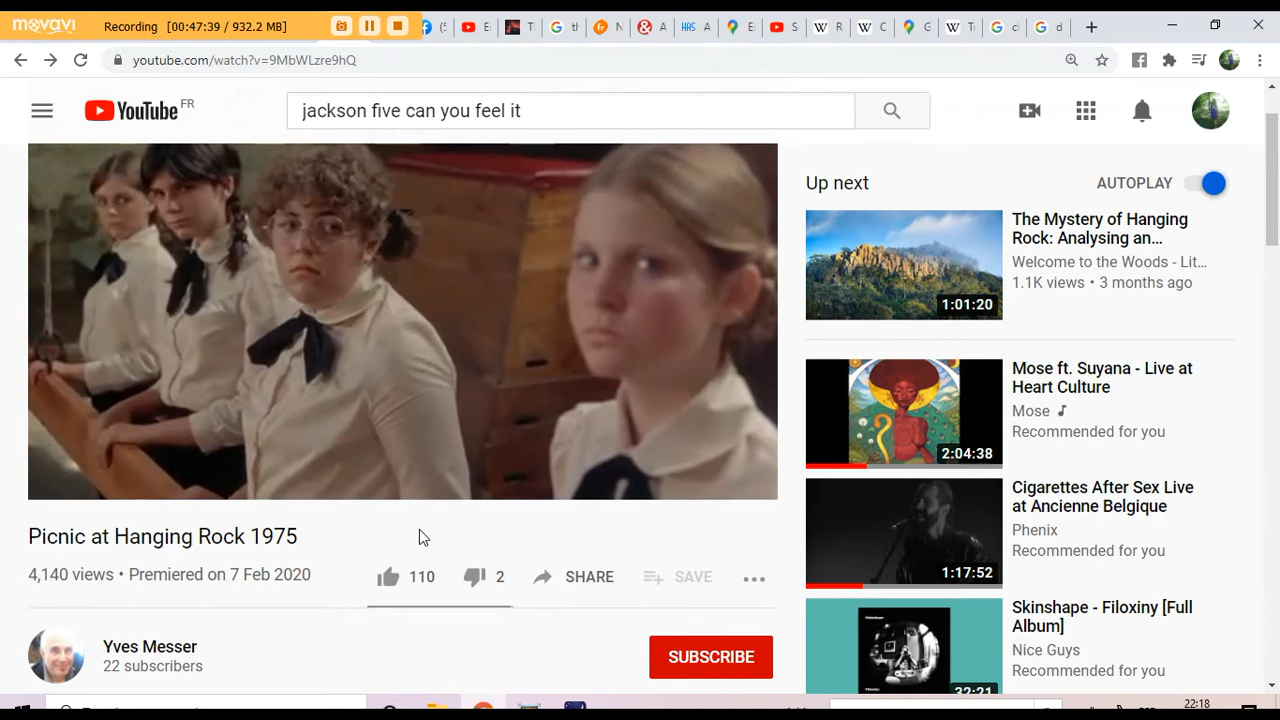 movavi Recording [00:47:39 / 932.2 MB]
youtube.com/watch?v=9MbWLzre9hQ
YouTube FR
jackson five can you feel it
Up next
AUTOPLAY
The Mystery of Hanging
Rock: Analysing an...
Welcome to the Woods - Lit...
1.1K views • 3 months ago
1:01:20
Mose ft. Suyana - Live at
Heart Culture
Mose
Recommended for you
2:04:38
Cigarettes After Sex Live
at Ancienne Belgique
Phenix
Recommended for you
1:17:52
Skinshape - Filoxiny [Full
Album]
Nice Guys
Recommended for you
32:21
Picnic at Hanging Rock 1975
4,140 views • Premiered on 7 Feb 2020
110 2 SHARE SAVE
Yves Messer
22 subscribers
SUBSCRIBE
22:18